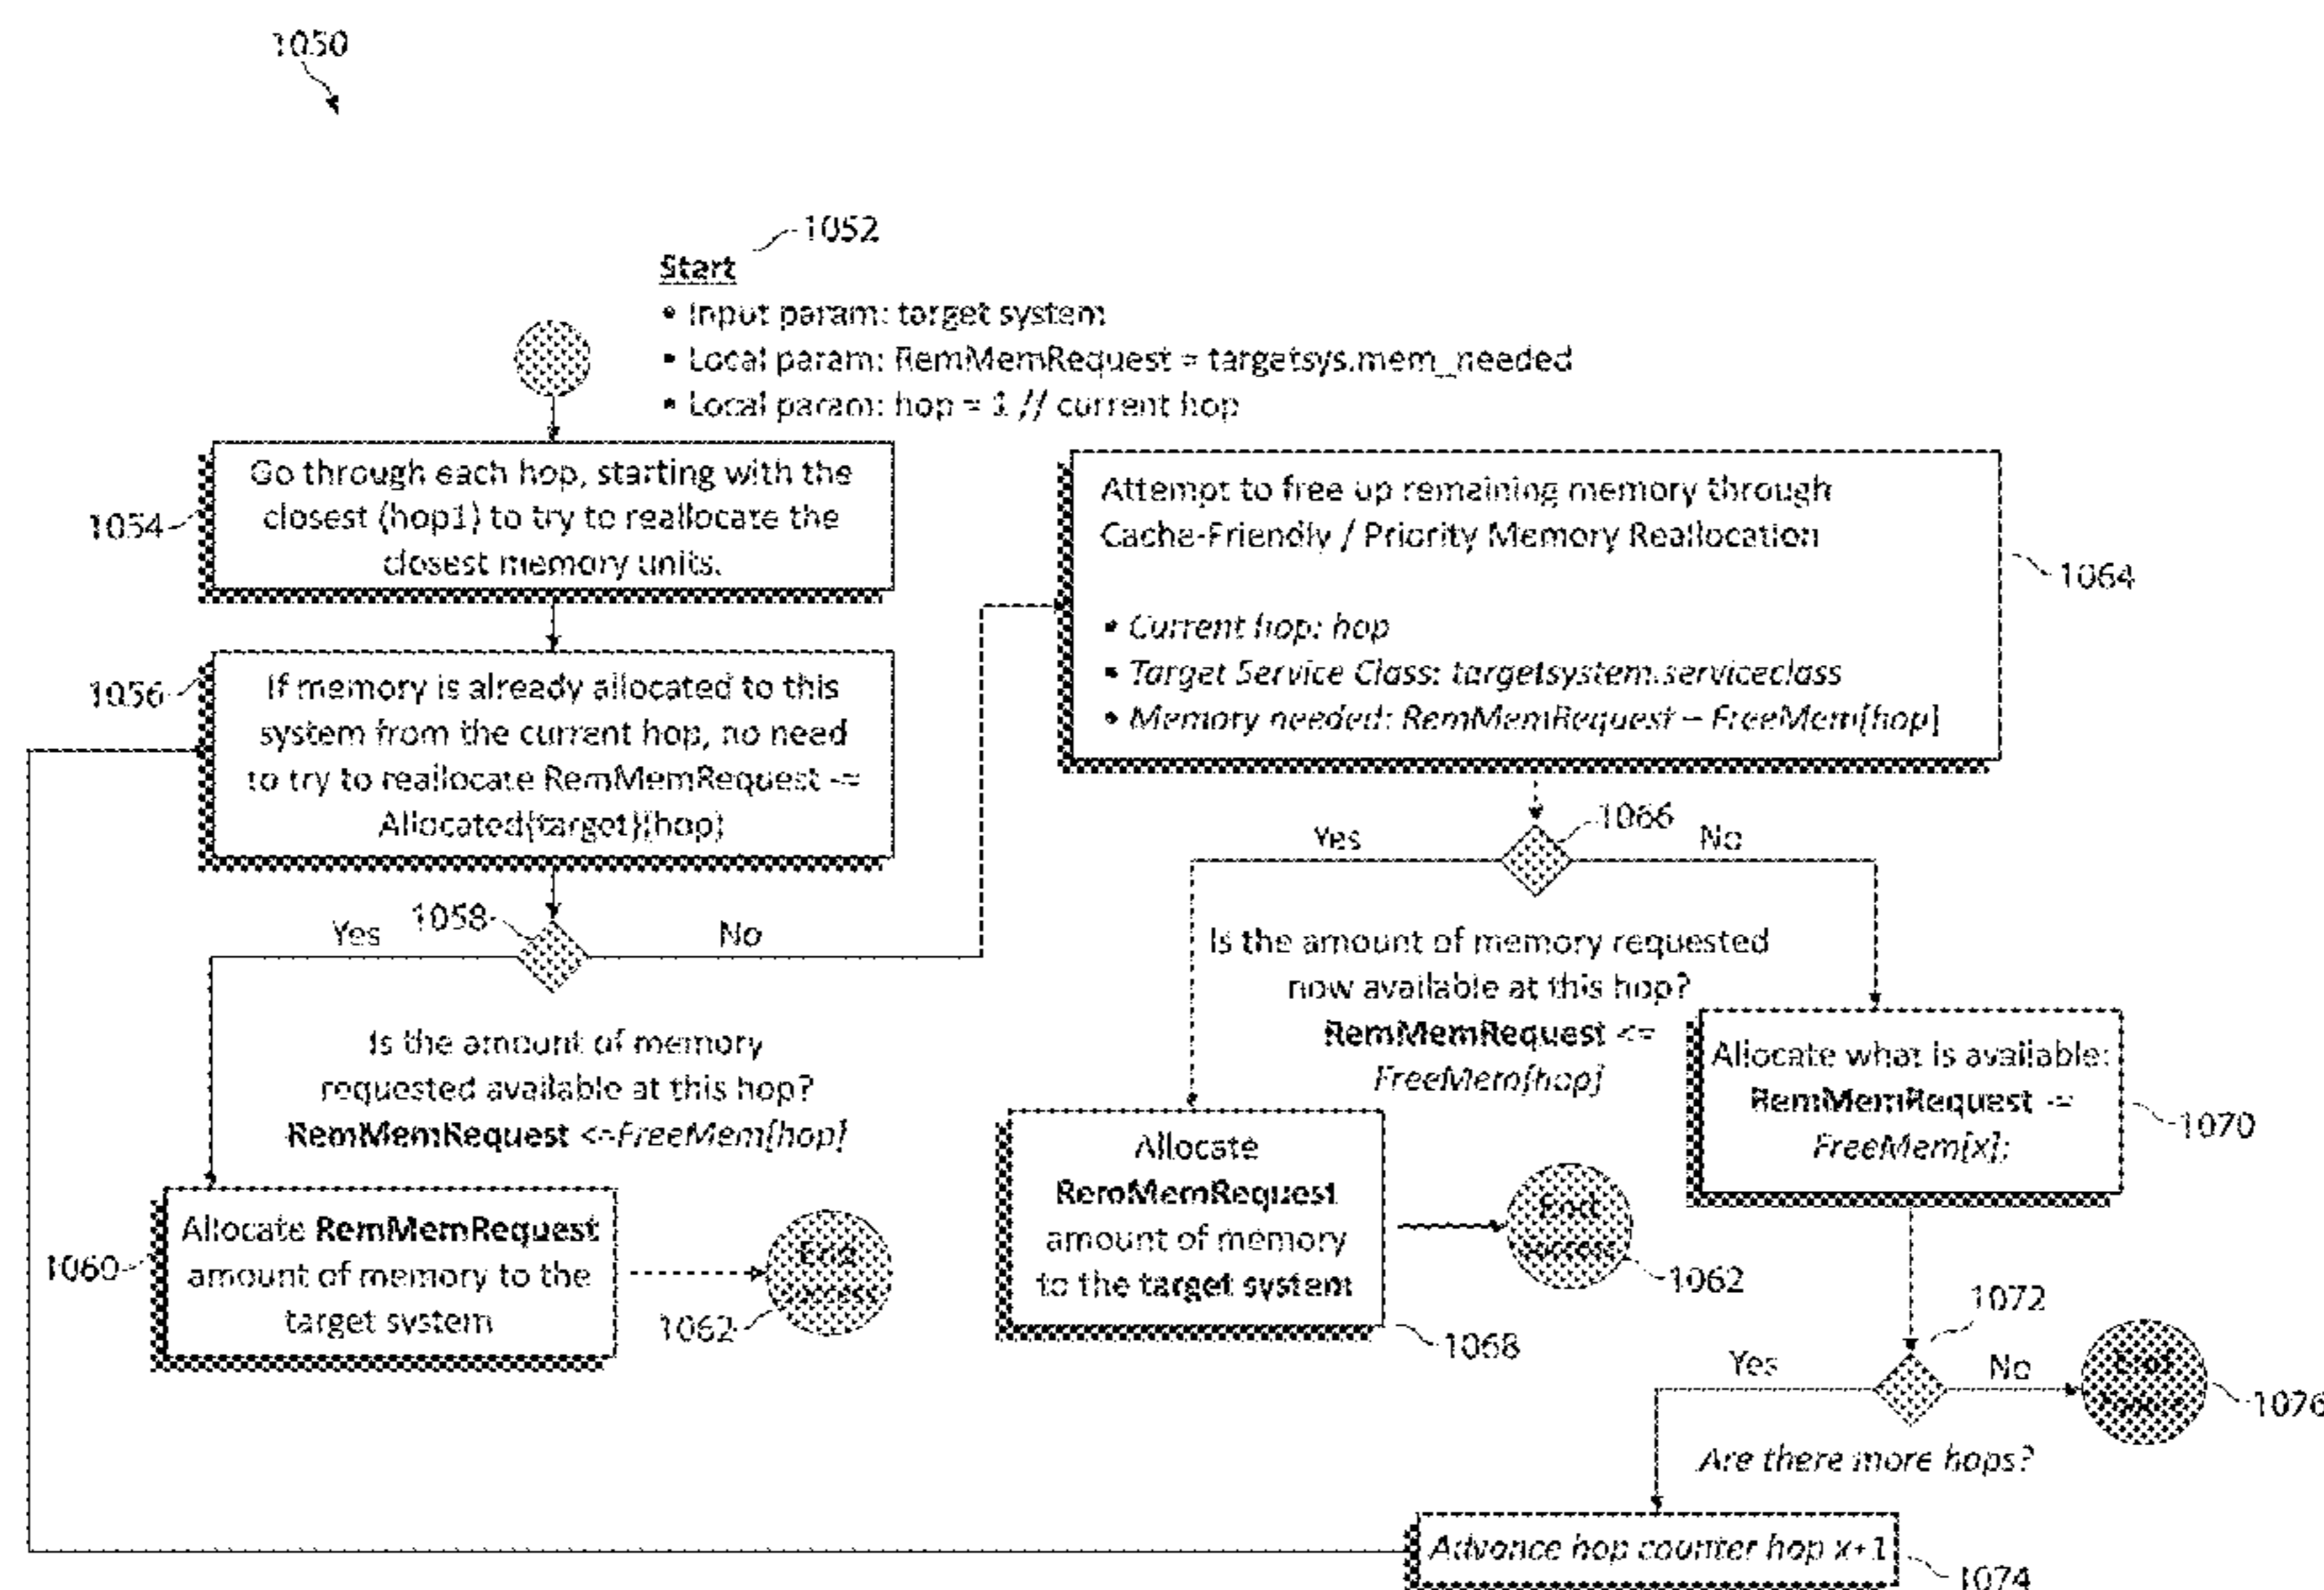 1050
1052
Start
• Input param: target system
• Local param: RemMemRequest = targetsys.mem_needed
• Local param: hop = 1 // current hop
1054
Go through each hop, starting with the
closest (hop1) to try to reallocate the
closest memory units.
1056
If memory is already allocated to this
system from the current hop, no need
to try to reallocate RemMemRequest -=
Allocated{target}{hop}
1058
Yes
No
Is the amount of memory
requested available at this hop?
RemMemRequest <=FreeMem[hop]
1060
Allocate RemMemRequest
amount of memory to the
target system
End
1062
Attempt to free up remaining memory through
Cache-Friendly / Priority Memory Reallocation
• Current hop: hop
• Target Service Class: targetsystem.serviceclass
• Memory needed: RemMemRequest – FreeMem[hop]
1064
1066
Yes
No
Is the amount of memory requested
now available at this hop?
RemMemRequest <=
FreeMem[hop]
Allocate
RemMemRequest
amount of memory
to the target system
1068
End
1062
Allocate what is available:
RemMemRequest -=
FreeMem[x];
1070
1072
Yes
No
Are there more hops?
1076
Advance hop counter hop x+1
1074